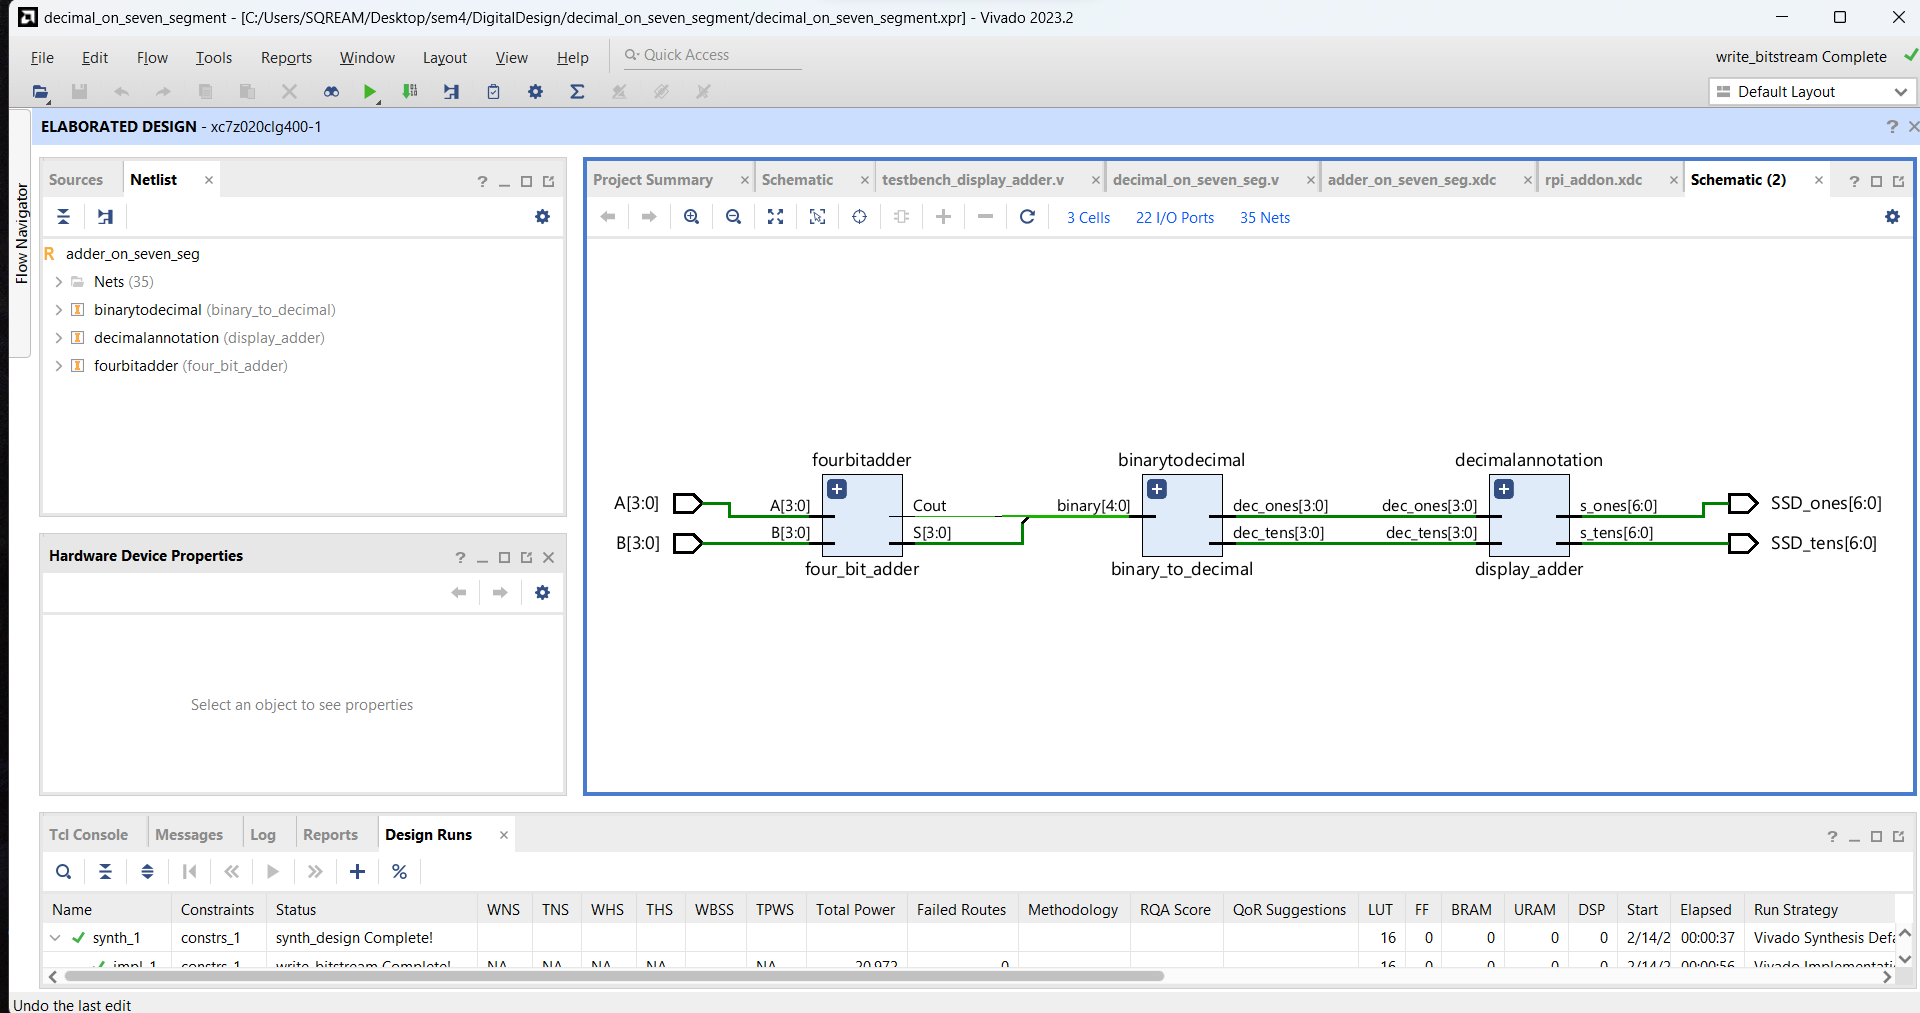 decimal_on_seven_segment - [C:/Users/SQREAM/Desktop/sem4/DigitalDesign/decimal_on_seven_segment/decimal_on_seven_segment.xpr] - Vivado 2023.2
File Edit Flow Tools Reports Window Layout View Help Quick Access
write_bitstream Complete
Default Layout
ELABORATED DESIGN - xc7z020clg400-1
Flow Navigator
Sources Netlist
adder_on_seven_seg
Nets (35)
binarytodecimal (binary_to_decimal)
decimalannotation (display_adder)
fourbitadder (four_bit_adder)
Hardware Device Properties
Select an object to see properties
Project Summary Schematic testbench_display_adder.v decimal_on_seven_seg.v adder_on_seven_seg.xdc rpi_addon.xdc Schematic (2)
3 Cells 22 I/O Ports 35 Nets
fourbitadder binarytodecimal decimalannotation
A[3:0] A[3:0] Cout binary[4:0] dec_ones[3:0] dec_ones[3:0] s_ones[6:0] SSD_ones[6:0]
B[3:0] B[3:0] S[3:0] dec_tens[3:0] dec_tens[3:0] s_tens[6:0] SSD_tens[6:0]
four_bit_adder binary_to_decimal display_adder
Tcl Console Messages Log Reports Design Runs
Name Constraints Status WNS TNS WHS THS WBSS TPWS Total Power Failed Routes Methodology RQA Score QoR Suggestions LUT FF BRAM URAM DSP Start Elapsed Run Strategy
synth_1 constrs_1 synth_design Complete! 16 0 0 0 0 2/14/2 00:00:37 Vivado Synthesis Defa
impl_1 constrs_1 write_bitstream Complete! NA NA NA NA NA 20.972 0 16 0 0 0 0 2/14/2 00:00:56 Vivado Implementati
Undo the last edit